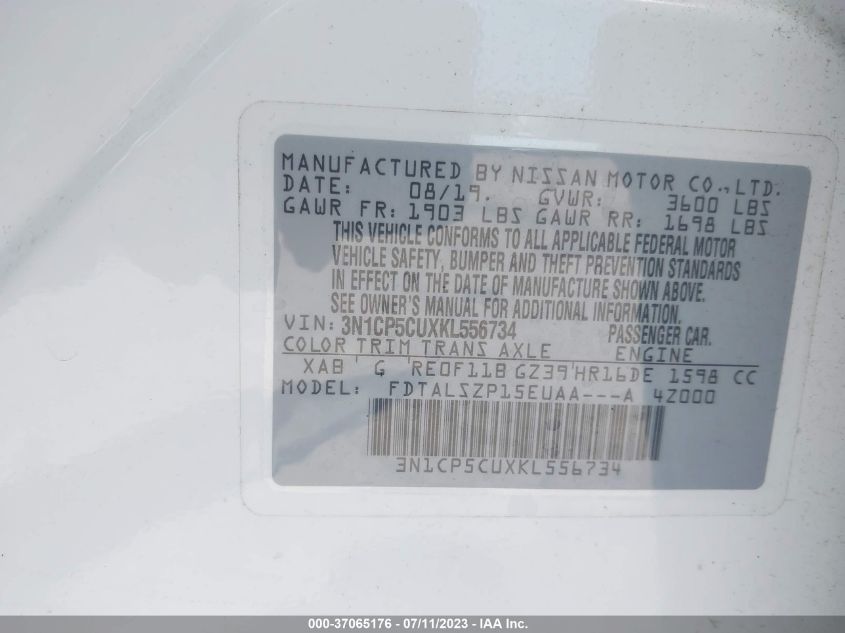 MANUFACTURED BY NISSAN MOTOR CO.,LTD.
DATE: 08/19. GVWR: 3600 LBS
GAWR FR: 1903 LBS GAWR RR: 1698 LBS
THIS VEHICLE CONFORMS TO ALL APPLICABLE FEDERAL MOTOR
VEHICLE SAFETY, BUMPER AND THEFT PREVENTION STANDARDS
IN EFFECT ON THE DATE OF MANUFACTURE SHOWN ABOVE.
SEE OWNER'S MANUAL FOR ADDITIONAL INFORMATION.
VIN: 3N1CP5CUXKL556734 PASSENGER CAR.
COLOR TRIM TRANS AXLE ENGINE
XAB ' G ' RE0F11B GZ39'HR16DE 1598 CC
MODEL: FDTALSZP15EUAA---A 4Z000
3N1CP5CUXKL556734
000-37065176 - 07/11/2023 - IAA Inc.